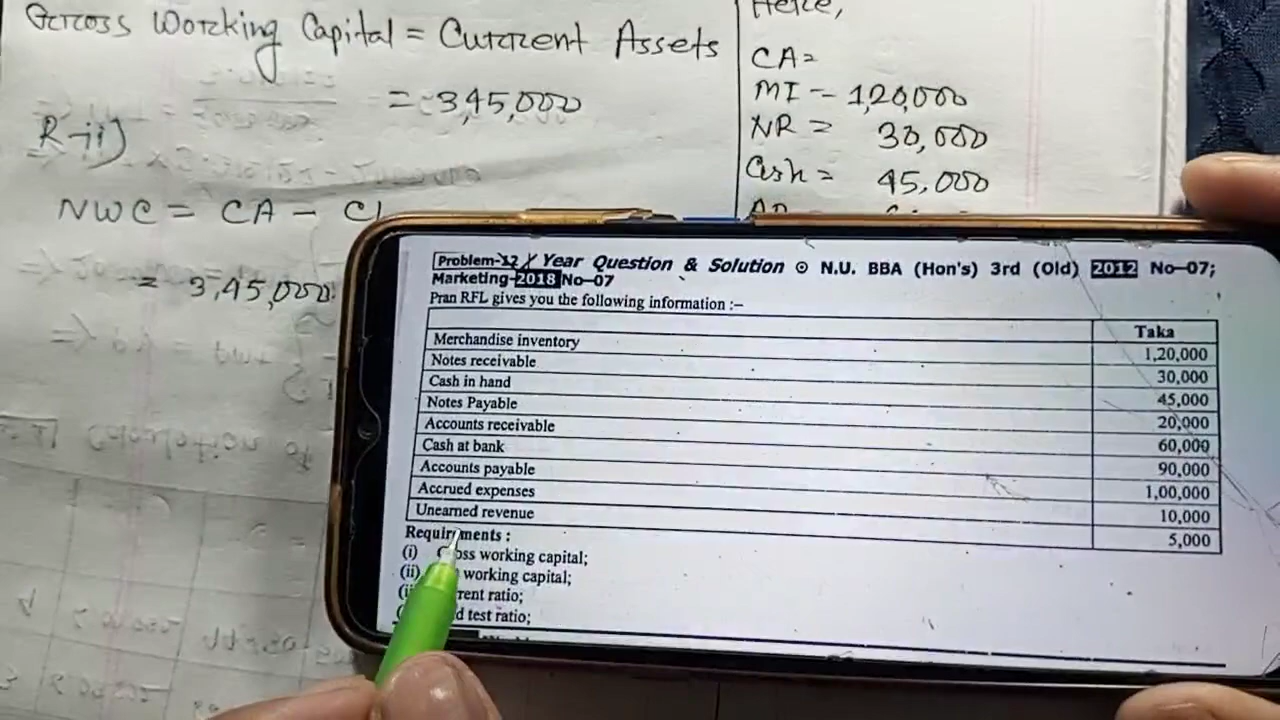 Gross Working Capital = Current Assets
= 3,45,000
R-ii)
NWC = CA -
= 3,45,000
Here,
CA =
MI - 1,20,000
NR = 30,000
Cash = 45,000
Problem-12 Year Question & Solution ⊙ N.U. BBA (Hon's) 3rd (Old) 2012 No-07;
Marketing-2018 No-07
Pran RFL gives you the following information :-
Taka
Merchandise inventory 1,20,000
Notes receivable 30,000
Cash in hand 45,000
Notes Payable 20,000
Accounts receivable 60,000
Cash at bank 90,000
Accounts payable 1,00,000
Accrued expenses 10,000
Unearned revenue 5,000
Requirements :
(i) Gross working capital;
(ii) working capital;
ratio;
test ratio;